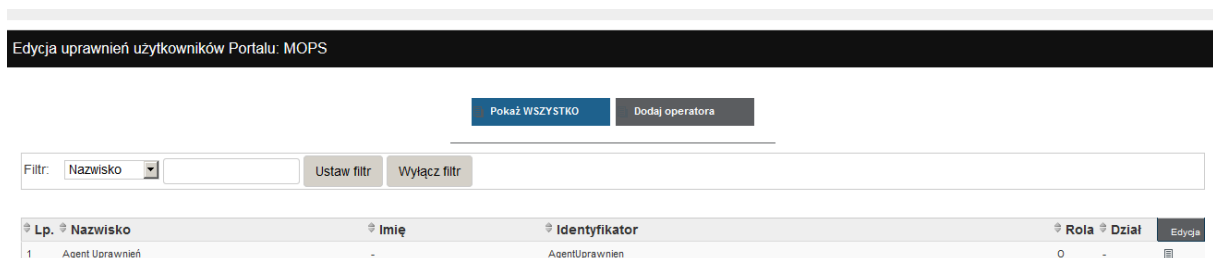 Edycja uprawnień użytkowników Portalu: MOPS
Pokaż WSZYSTKO Dodaj operatora
Filtr: Nazwisko Ustaw filtr Wyłącz filtr
Lp. Nazwisko Imię Identyfikator Rola Dział Edycja
1 Agent Uprawnień - AgentUprawnien O -